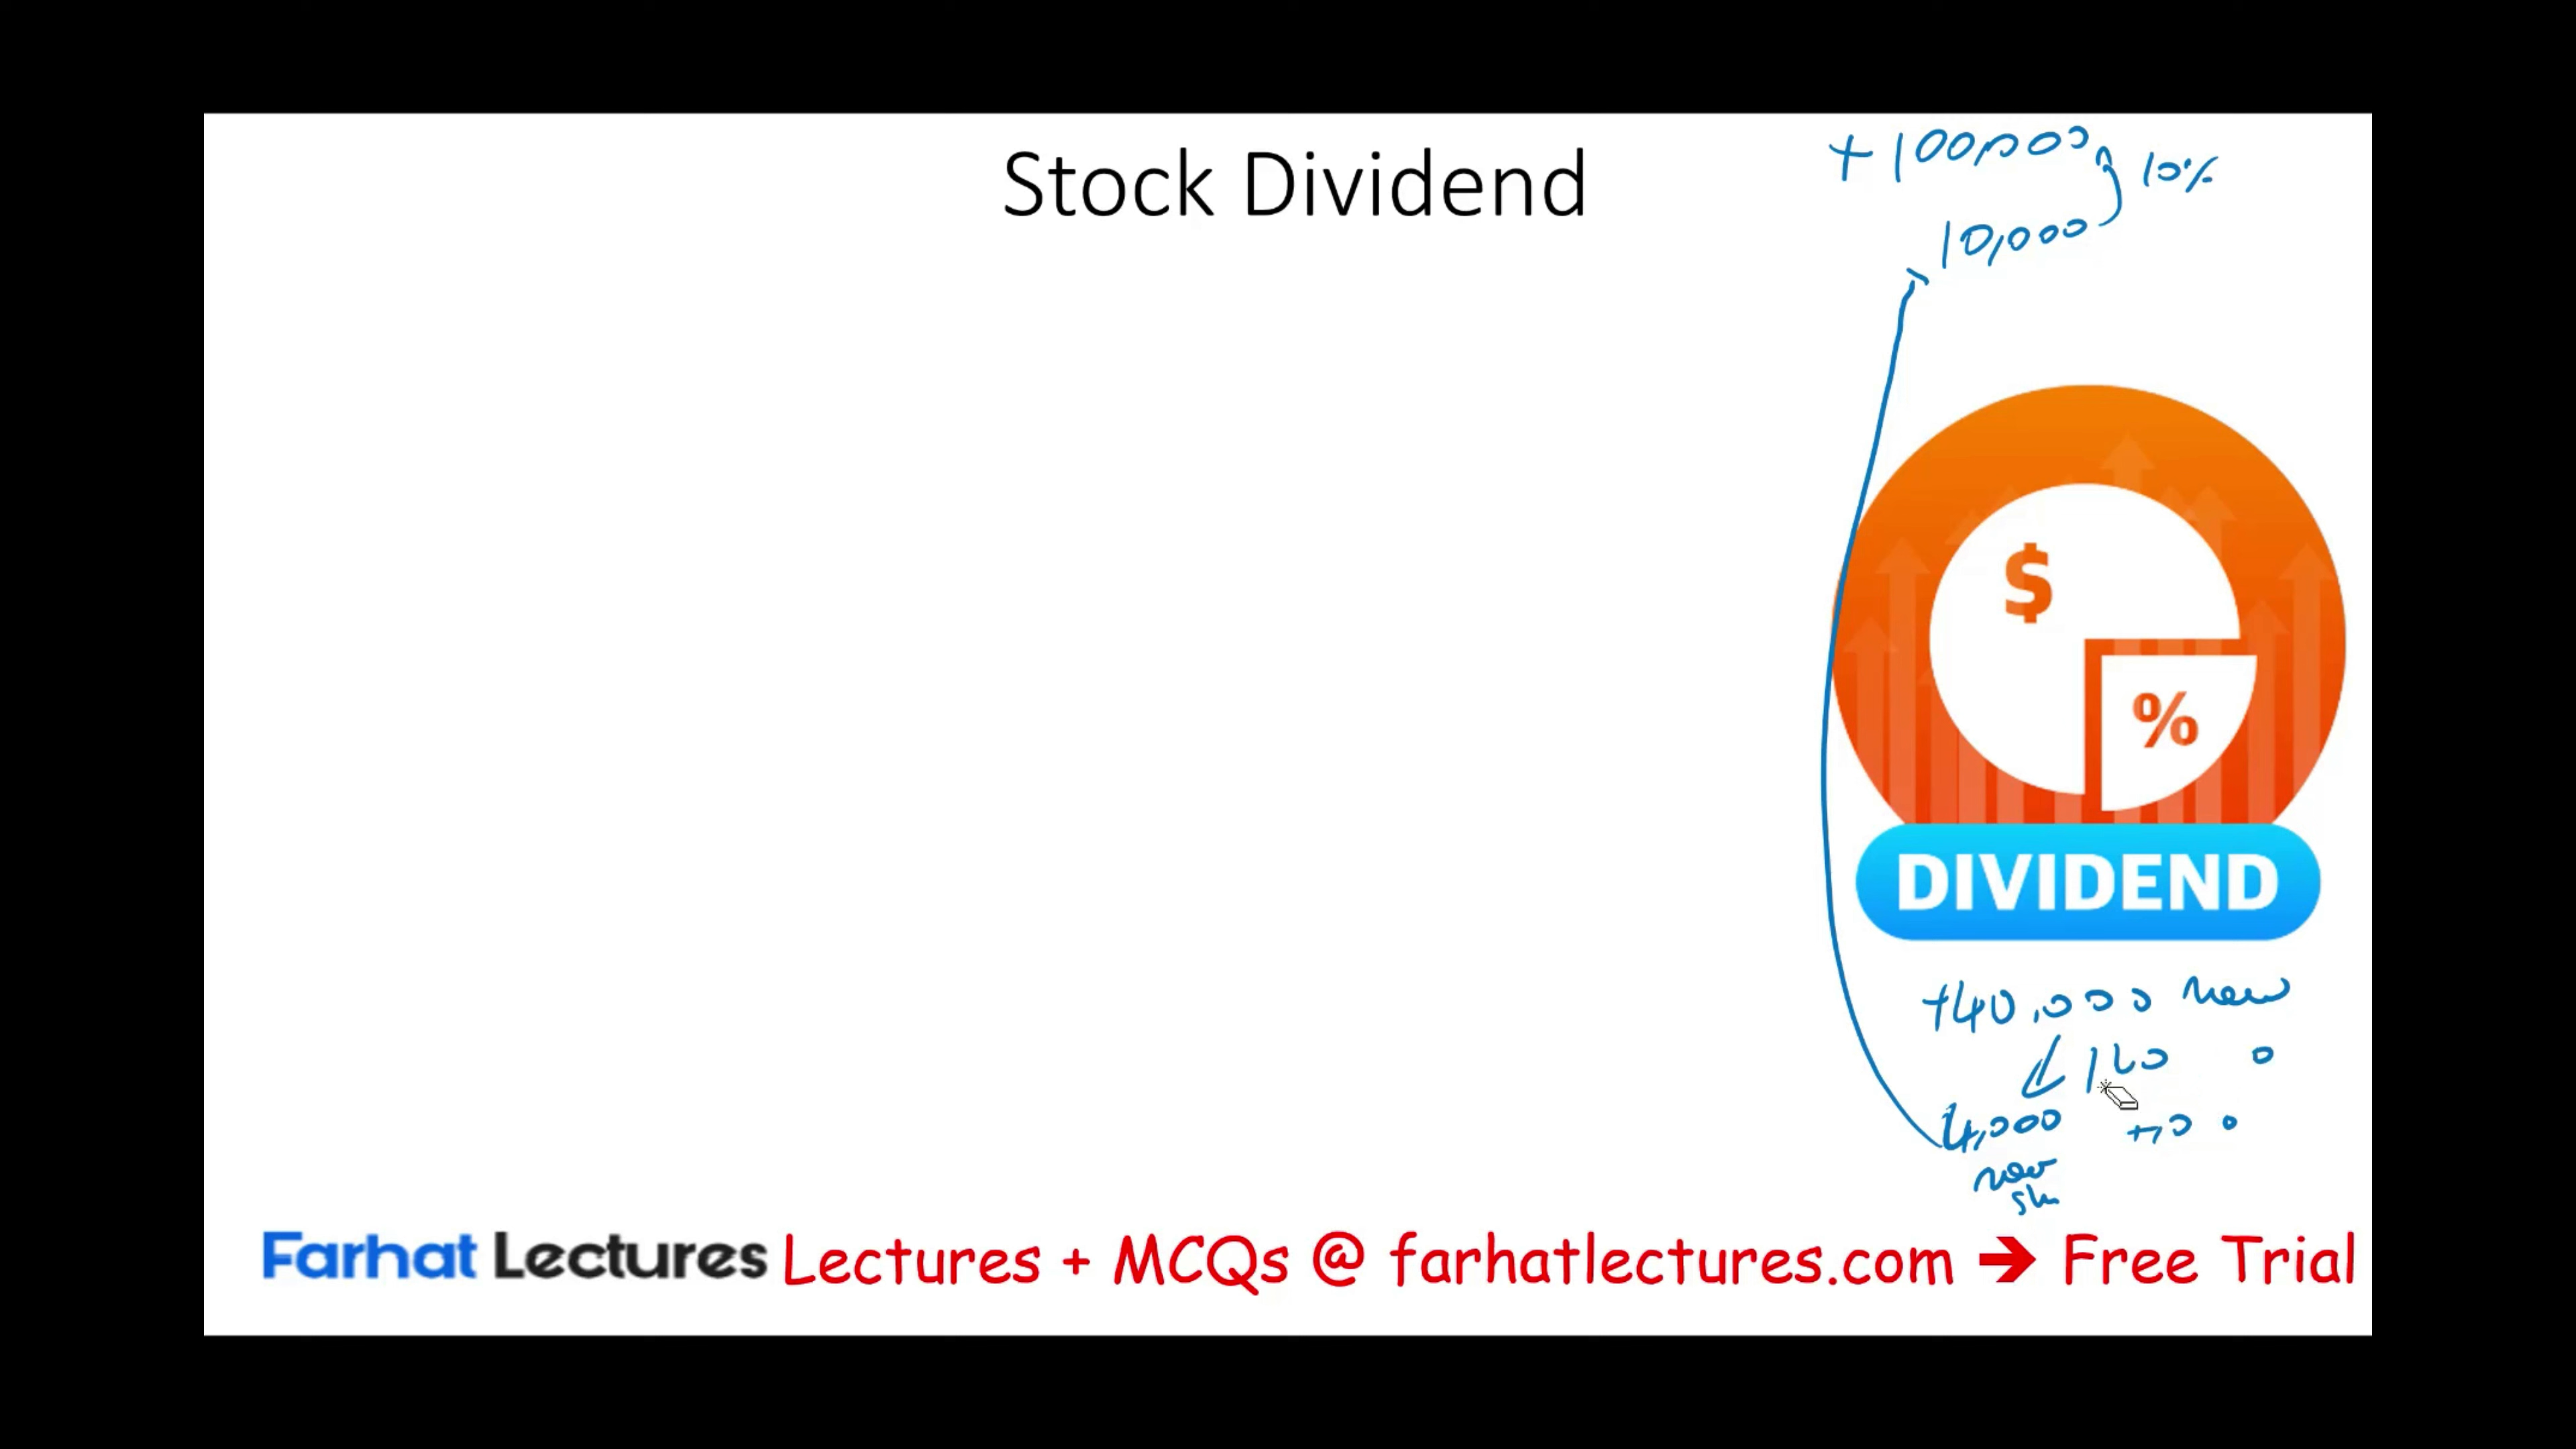 Stock Dividend
+100,000
10%
10,000
$
%
DIVIDEND
+40,000 new
4,000
new
sh
Farhat Lectures Lectures + MCQs @ farhatlectures.com ➔ Free Trial